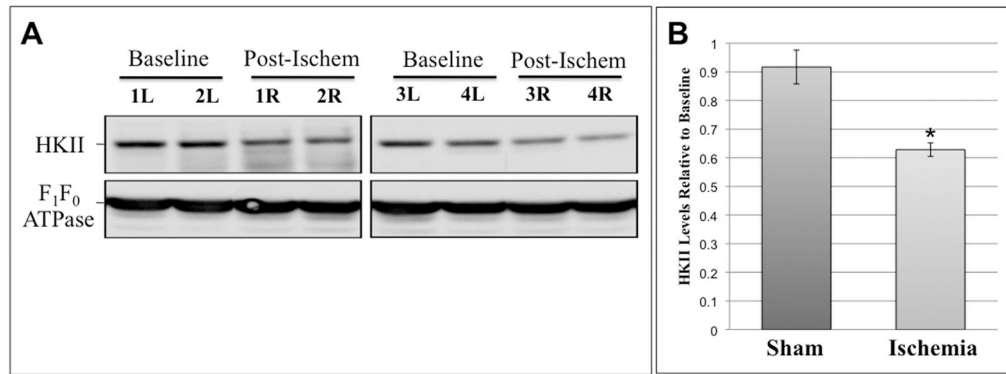 A
Baseline Post-Ischem Baseline Post-Ischem
1L 2L 1R 2R 3L 4L 3R 4R
HKII
F₁F₀
ATPase
B
HKII Levels Relative to Baseline
1
0.9
0.8
0.7
0.6
0.5
0.4
0.3
0.2
0.1
0
*
Sham Ischemia